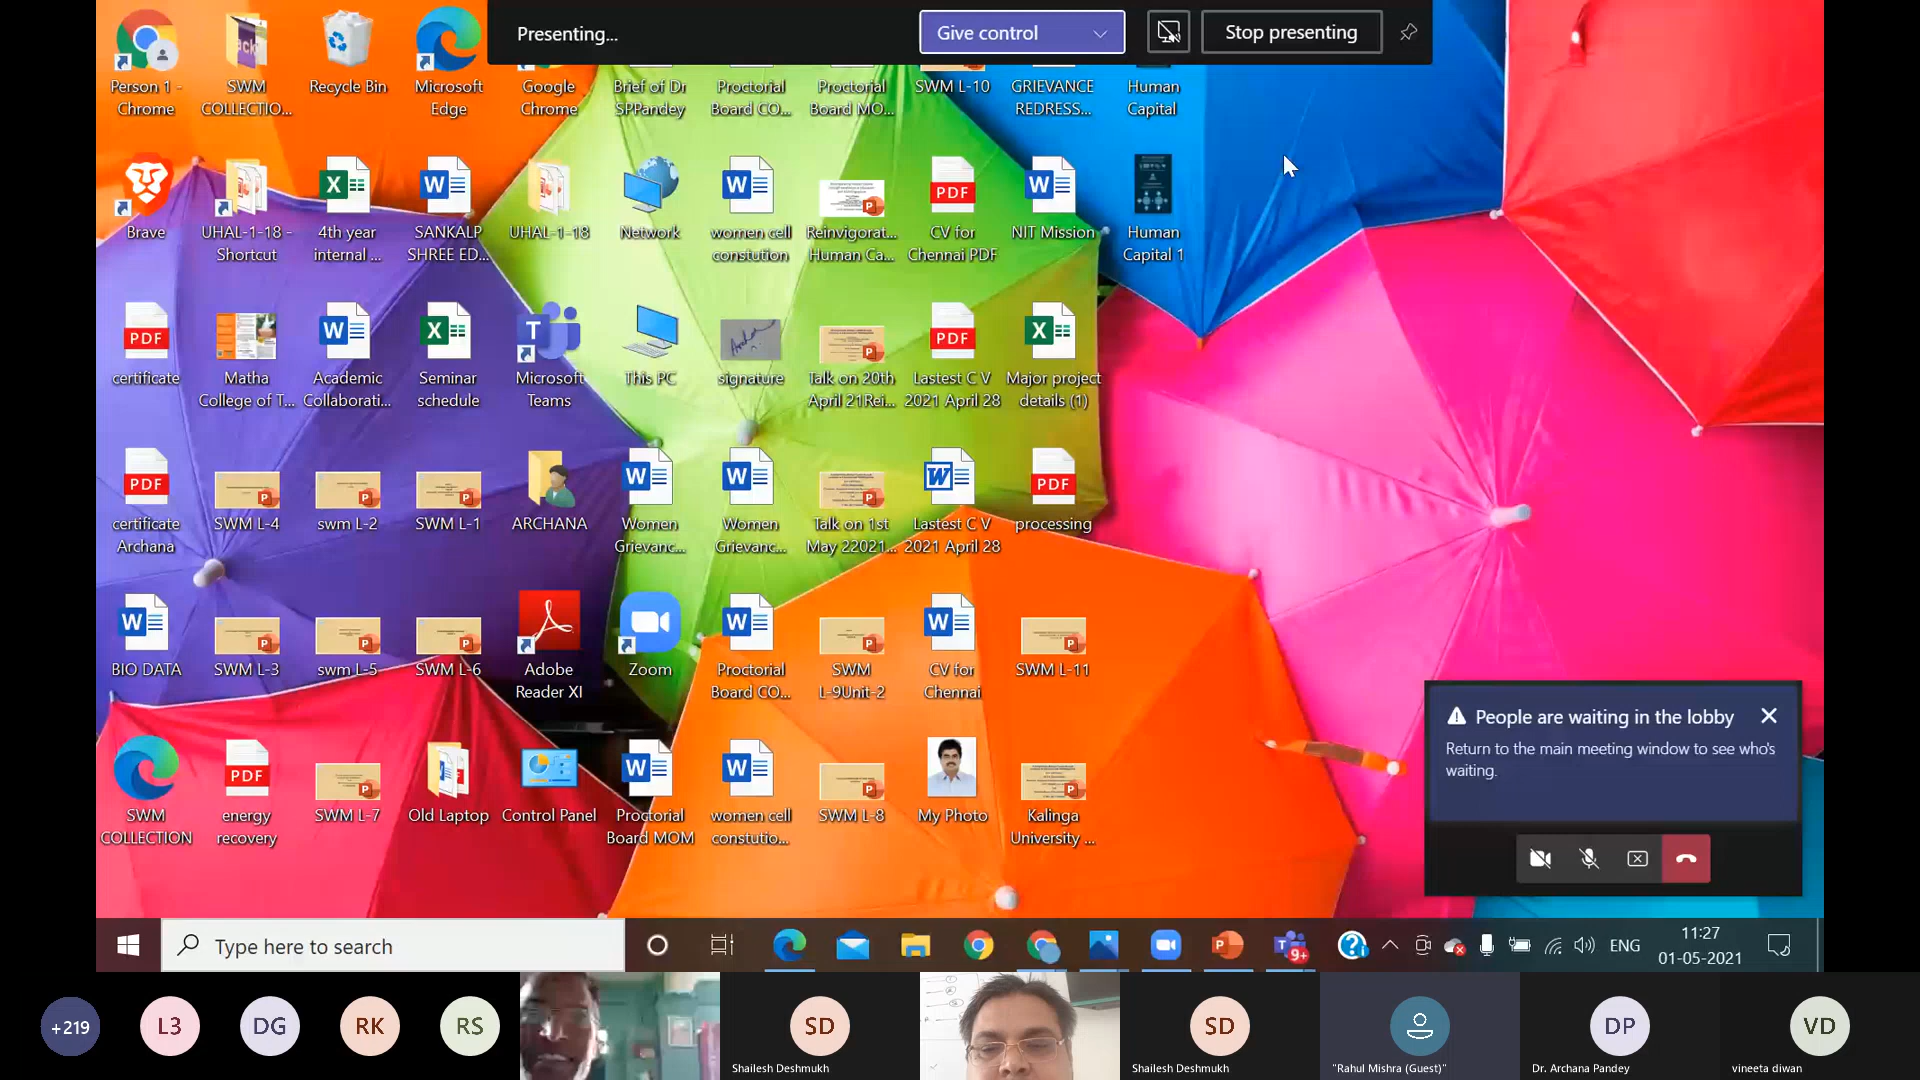 Presenting...
Give control
Stop presenting
Person 1 -
Chrome
SWM
COLLECTIO...
Recycle Bin
Microsoft
Edge
Google
Chrome
Brief of Dr
SPPandey
Proctorial
Board CO...
Proctorial
Board MO...
SWM L-10
GRIEVANCE
REDRESS...
Human
Capital
Brave
UHAL-1-18 -
Shortcut
4th year
internal ...
SANKALP
SHREE ED...
UHAL-1-18
Network
women cell
constution
Reinvigorat...
Human Ca...
CV for
Chennai PDF
NIT Mission
Human
Capital 1
certificate
Matha
College of T...
Academic
Collaborati...
Seminar
schedule
Microsoft
Teams
This PC
signature
Talk on 20th
April 21Rei...
Lastest C V
2021 April 28
Major project
details (1)
certificate
Archana
SWM L-4
swm L-2
SWM L-1
ARCHANA
Women
Grievanc...
Women
Grievanc...
Talk on 1st
May 22021...
Lastest C V
2021 April 28
processing
BIO DATA
SWM L-3
swm L-5
SWM L-6
Adobe
Reader XI
Zoom
Proctorial
Board CO...
SWM
L-9Unit-2
CV for
Chennai
SWM L-11
SWM
COLLECTION
energy
recovery
SWM L-7
Old Laptop
Control Panel
Proctorial
Board MOM
women cell
constutio...
SWM L-8
My Photo
Kalinga
University ...
People are waiting in the lobby
Return to the main meeting window to see who's
waiting.
Type here to search
9+
ENG
11:27
01-05-2021
+219
L3
DG
RK
RS
SD
Shailesh Deshmukh
SD
Shailesh Deshmukh
"Rahul Mishra (Guest)"
DP
Dr. Archana Pandey
VD
vineeta diwan